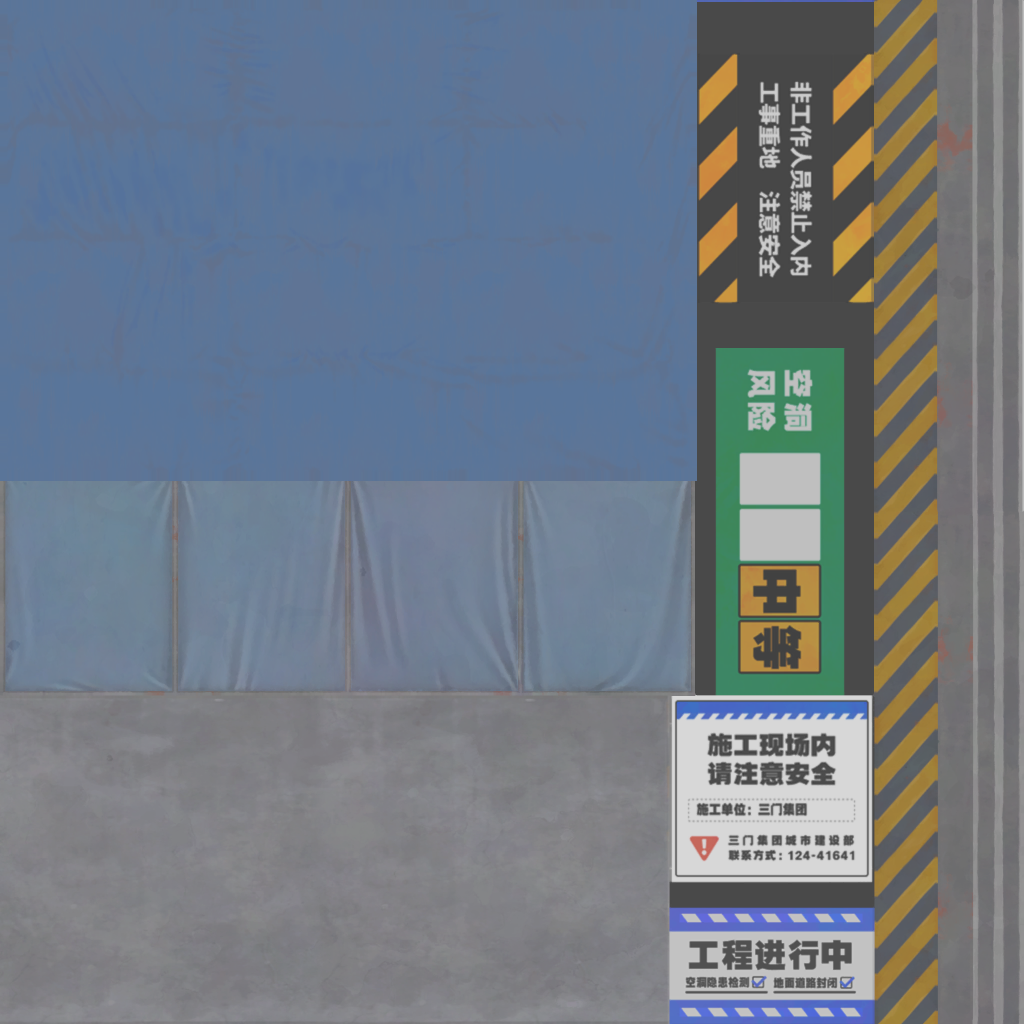 非工作人员禁止入内
工事重地 注意安全
空洞
风险
中等
施工现场内
请注意安全
施工单位：三门集团
三门集团城市建设部
联系方式：124-41641
工程进行中
空洞隐患检测 地面道路封闭